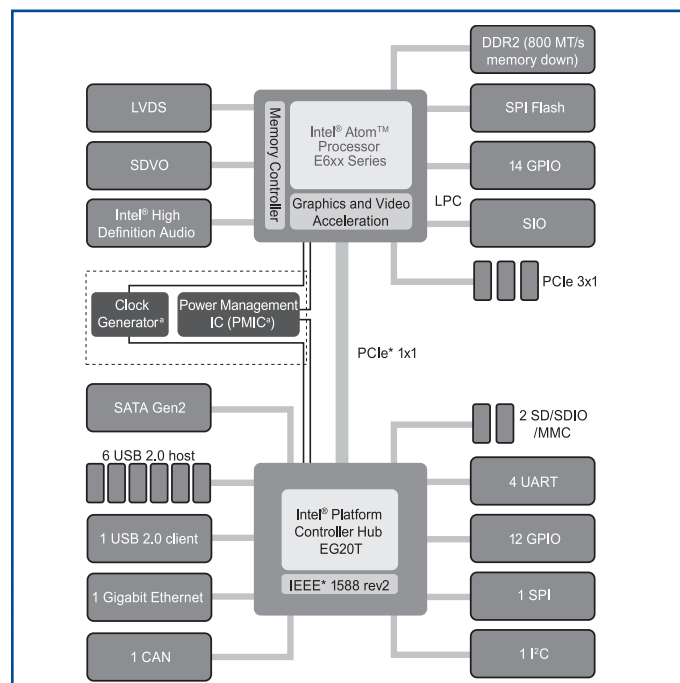 DDR2 (800 MT/s
memory down)
LVDS
SDVO
Intel® High
Definition Audio
Memory Controller
Intel® Atom™
Processor
E6xx Series
Graphics and Video
Acceleration
SPI Flash
14 GPIO
LPC
SIO
PCIe 3x1
Clock
Generatorª
Power Management
IC (PMICª)
PCIe* 1x1
SATA Gen2
6 USB 2.0 host
1 USB 2.0 client
1 Gigabit Ethernet
1 CAN
Intel® Platform
Controller Hub
EG20T
IEEE* 1588 rev2
2 SD/SDIO
/MMC
4 UART
12 GPIO
1 SPI
1 I²C